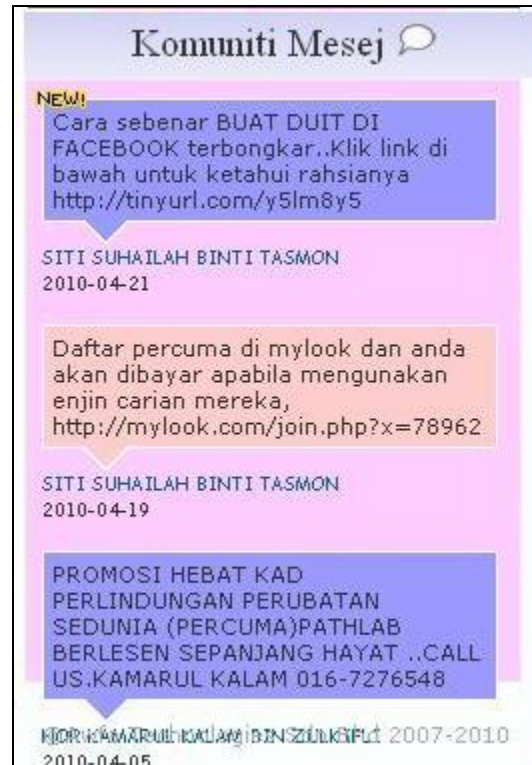 Komuniti Mesej
NEW!
Cara sebenar BUAT DUIT DI
FACEBOOK terbongkar..Klik link di
bawah untuk ketahui rahsianya
http://tinyurl.com/y5lm8y5
SITI SUHAILAH BINTI TASMON
2010-04-21
Daftar percuma di mylook dan anda
akan dibayar apabila mengunakan
enjin carian mereka,
http://mylook.com/join.php?x=78962
SITI SUHAILAH BINTI TASMON
2010-04-19
PROMOSI HEBAT KAD
PERLINDUNGAN PERUBATAN
SEDUNIA (PERCUMA)PATHLAB
BERLESEN SEPANJANG HAYAT ..CALL
US.KAMARUL KALAM 016-7276548
KAMARUL KALAM BIN ZULKIFLI 2007-2010
2010-04-05